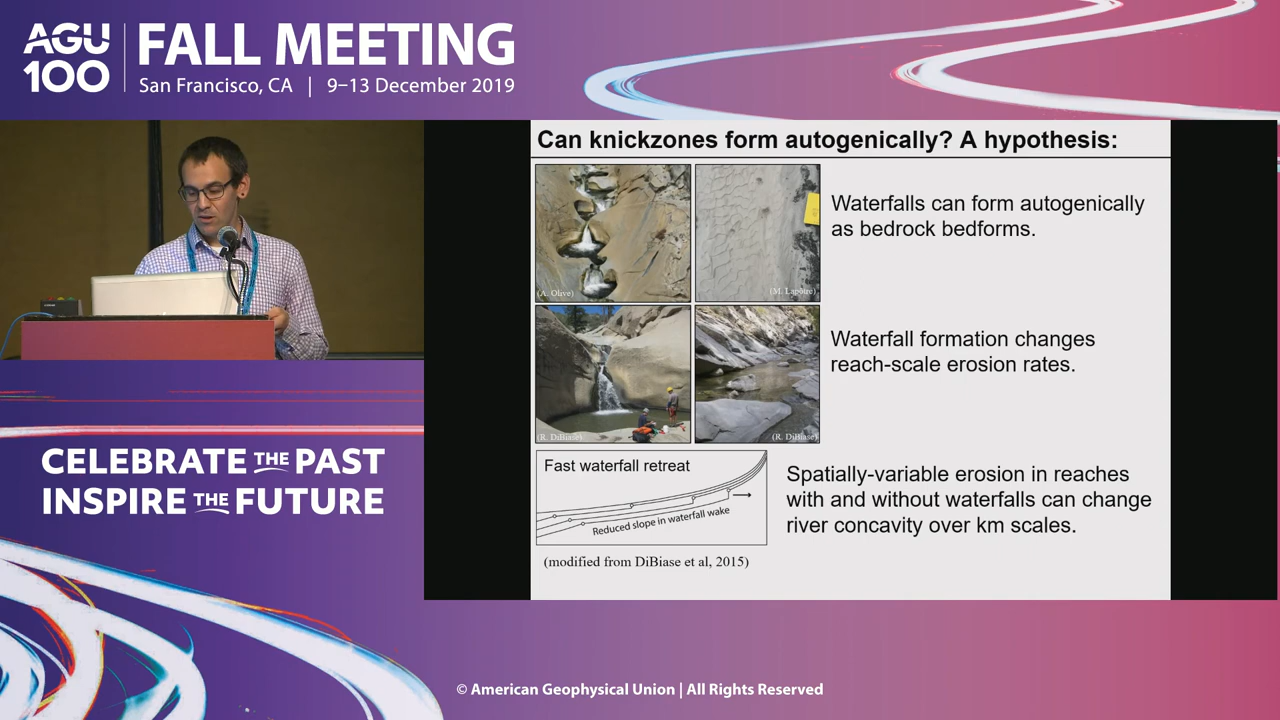 AGU 100 | FALL MEETING
San Francisco, CA | 9–13 December 2019
Can knickzones form autogenically? A hypothesis:
(A. Olive)
(M. Lapôtre)
Waterfalls can form autogenically
as bedrock bedforms.
(R. DiBiase)
(R. DiBiase)
Waterfall formation changes
reach-scale erosion rates.
Fast waterfall retreat
Reduced slope in waterfall wake
(modified from DiBiase et al, 2015)
Spatially-variable erosion in reaches
with and without waterfalls can change
river concavity over km scales.
CELEBRATE THE PAST
INSPIRE THE FUTURE
© American Geophysical Union | All Rights Reserved